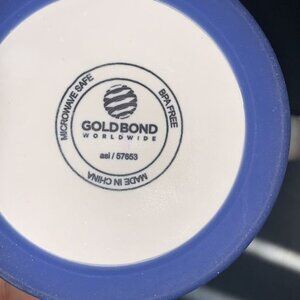 MICROWAVE SAFE
BPA FREE
GOLDBOND
WORLDWIDE
asi / 57653
MADE IN CHINA